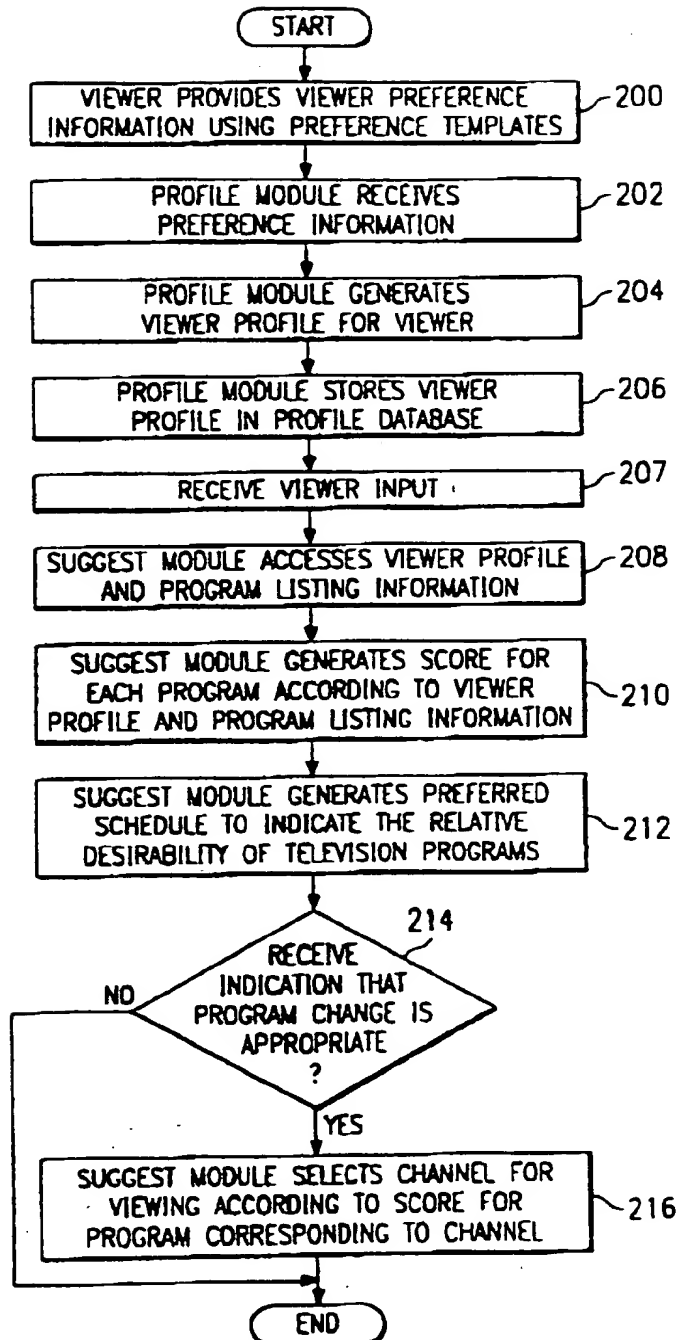 START
VIEWER PROVIDES VIEWER PREFERENCE
INFORMATION USING PREFERENCE TEMPLATES
200
PROFILE MODULE RECEIVES
PREFERENCE INFORMATION
202
PROFILE MODULE GENERATES
VIEWER PROFILE FOR VIEWER
204
PROFILE MODULE STORES VIEWER
PROFILE IN PROFILE DATABASE
206
RECEIVE VIEWER INPUT
207
SUGGEST MODULE ACCESSES VIEWER PROFILE
AND PROGRAM LISTING INFORMATION
208
SUGGEST MODULE GENERATES SCORE FOR
EACH PROGRAM ACCORDING TO VIEWER
PROFILE AND PROGRAM LISTING INFORMATION
210
SUGGEST MODULE GENERATES PREFERRED
SCHEDULE TO INDICATE THE RELATIVE
DESIRABILITY OF TELEVISION PROGRAMS
212
214
RECEIVE
INDICATION THAT
PROGRAM CHANGE IS
APPROPRIATE
?
NO
YES
SUGGEST MODULE SELECTS CHANNEL FOR
VIEWING ACCORDING TO SCORE FOR
PROGRAM CORRESPONDING TO CHANNEL
216
END